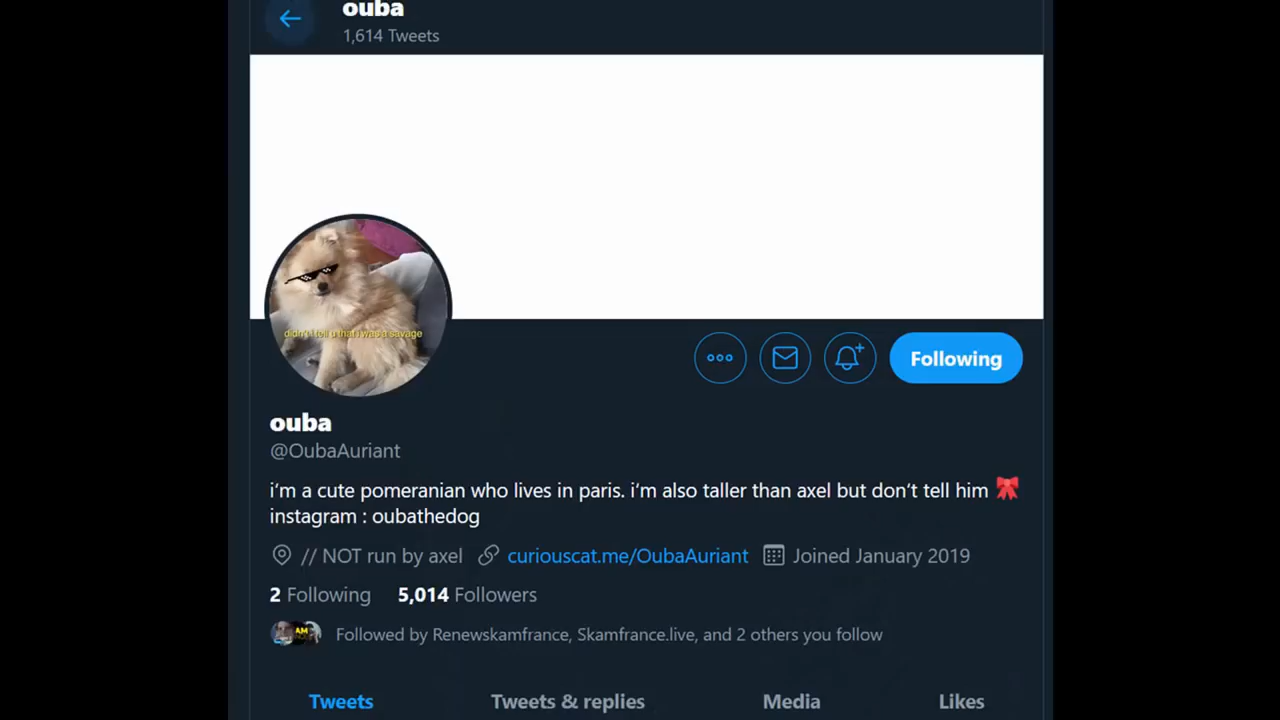 ouba
1,614 Tweets
didn't i tell u that i was a savage
Following
ouba
@OubaAuriant
i'm a cute pomeranian who lives in paris. i'm also taller than axel but don't tell him
instagram : oubathedog
// NOT run by axel curiouscat.me/OubaAuriant Joined January 2019
2 Following 5,014 Followers
AM
Followed by Renewskamfrance, Skamfrance.live, and 2 others you follow
Tweets Tweets & replies Media Likes